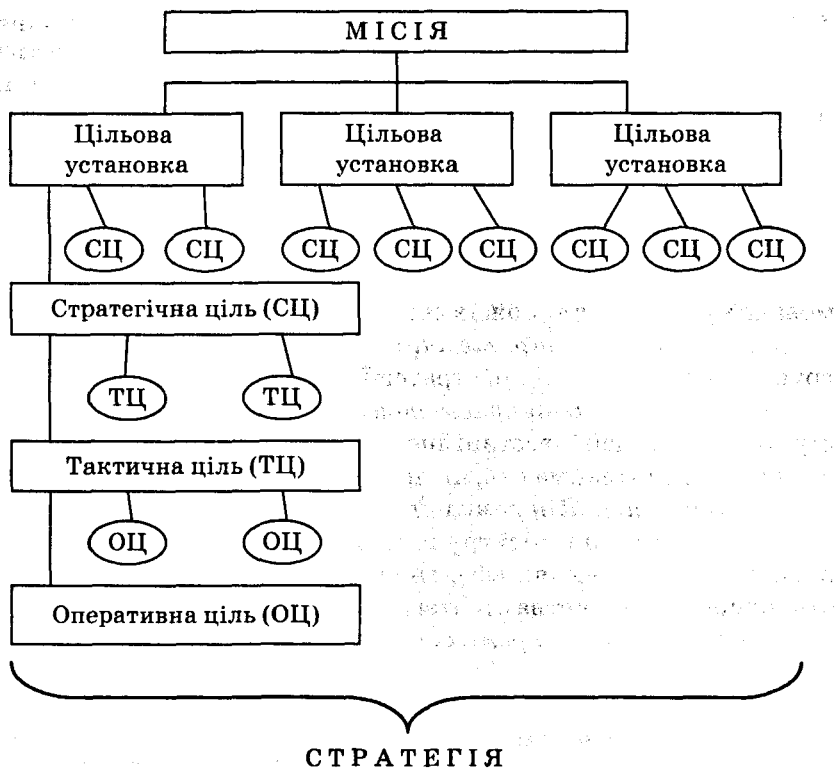 МІСІЯ
Цільова
установка
Цільова
установка
Цільова
установка
СЦ
СЦ
СЦ
СЦ
СЦ
СЦ
СЦ
СЦ
Стратегічна ціль (СЦ)
ТЦ
ТЦ
Тактична ціль (ТЦ)
ОЦ
ОЦ
Оперативна ціль (ОЦ)
СТРАТЕГІЯ